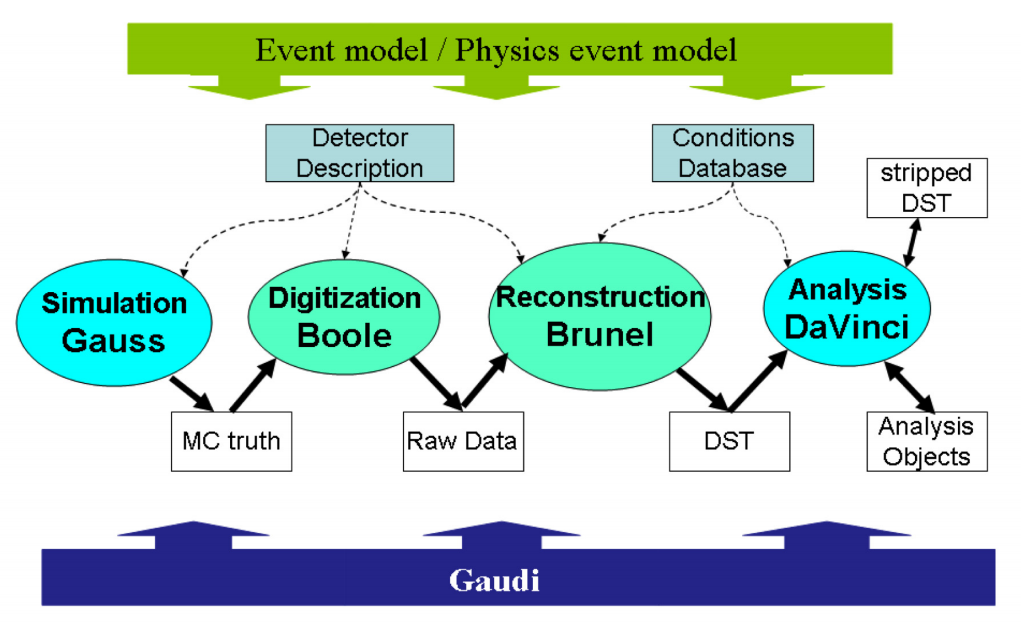 Event model / Physics event model
Detector
Description
Conditions
Database
stripped
DST
Simulation
Gauss
Digitization
Boole
Reconstruction
Brunel
Analysis
DaVinci
MC truth
Raw Data
DST
Analysis
Objects
Gaudi